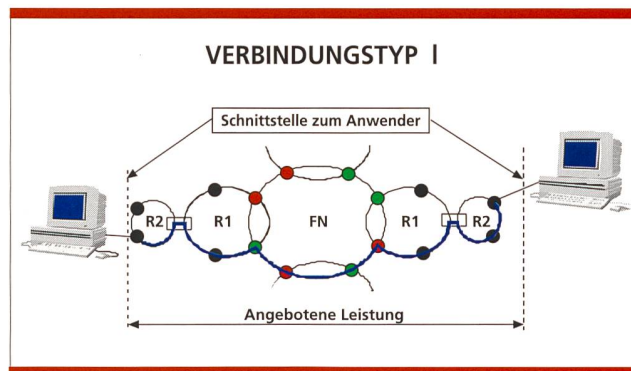 VERBINDUNGSTYP I
Schnittstelle zum Anwender
R2
R1
FN
R1
R2
Angebotene Leistung